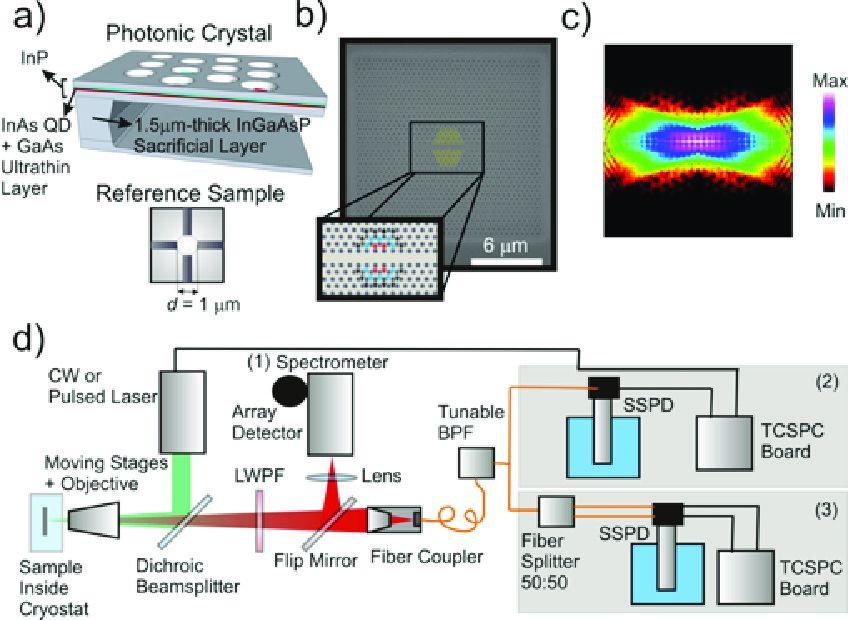 a)
Photonic Crystal
InP
InAs QD
+ GaAs
Ultrathin
Layer
1.5μm-thick InGaAsP
Sacrificial Layer
Reference Sample
d = 1 μm
b)
6 μm
c)
Max
Min
d)
CW or
Pulsed Laser
(1) Spectrometer
Array
Detector
Moving Stages
+ Objective
LWPF
Lens
Tunable
BPF
Sample
Inside
Cryostat
Dichroic
Beamsplitter
Flip Mirror
Fiber Coupler
(2)
SSPD
TCSPC
Board
(3)
Fiber
Splitter
50:50
SSPD
TCSPC
Board